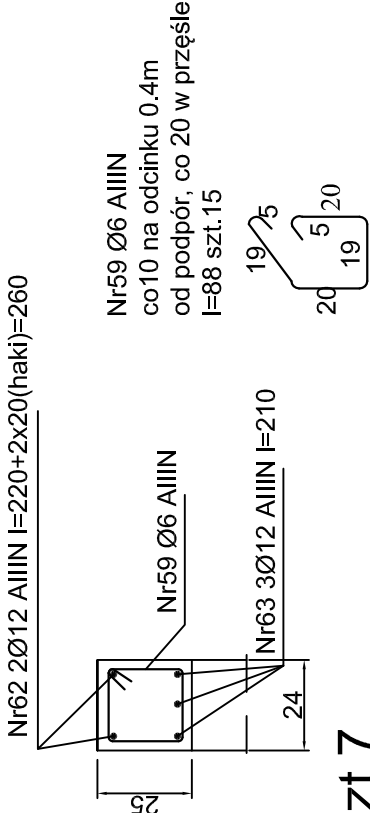 Nr62 2Ø12 AIIIN l=220+2x20(haki)=260
Nr59 Ø6 AIIIN
co10 na odcinku 0.4m
od podpór, co 20 w przęśle
l=88 szt.15
Nr59 Ø6 AIIIN
Nr63 3Ø12 AIIIN l=210
19
5
5
20
20
19
25
24
zt 7